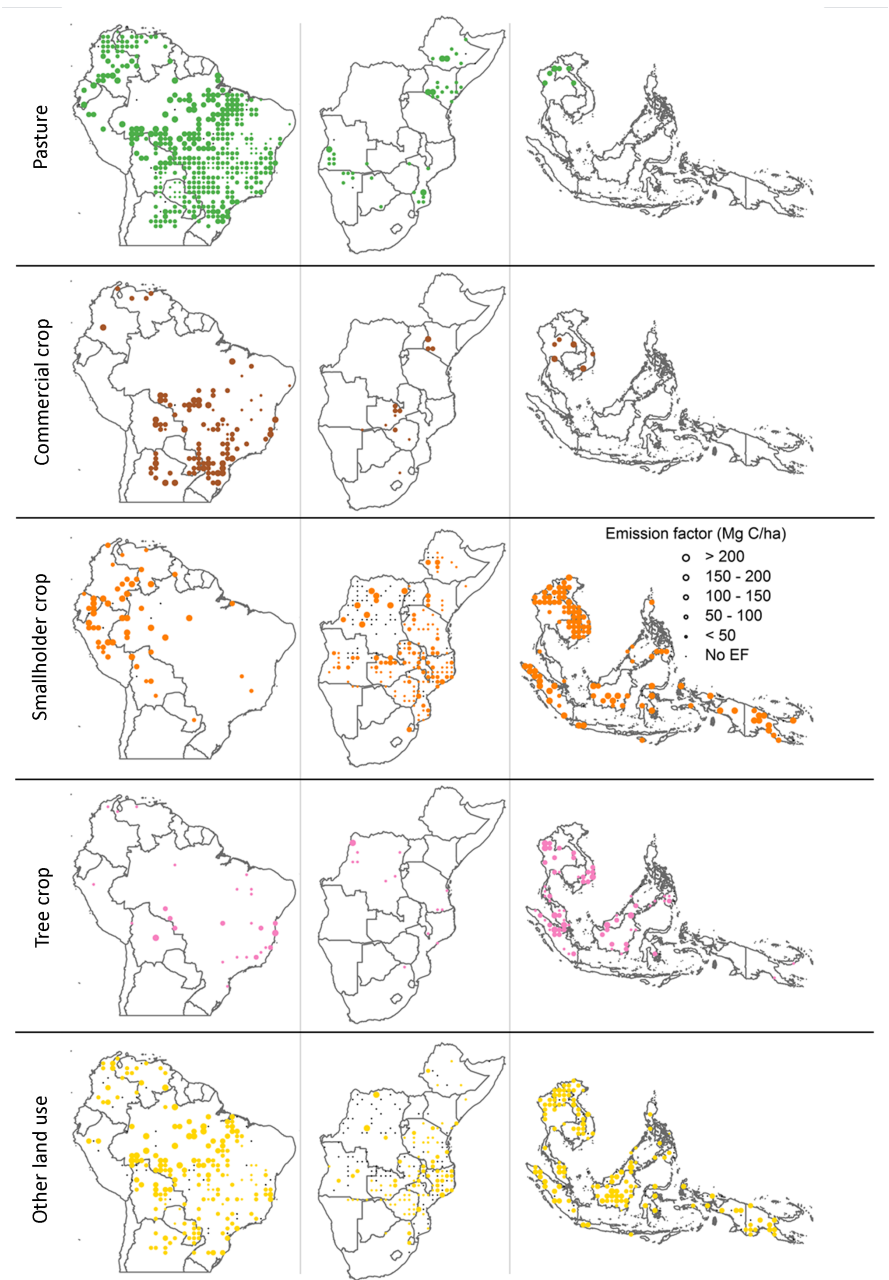 Pasture
Commercial crop
Smallholder crop
Emission factor (Mg C/ha)
> 200
150 - 200
100 - 150
50 - 100
< 50
No EF
Tree crop
Other land use